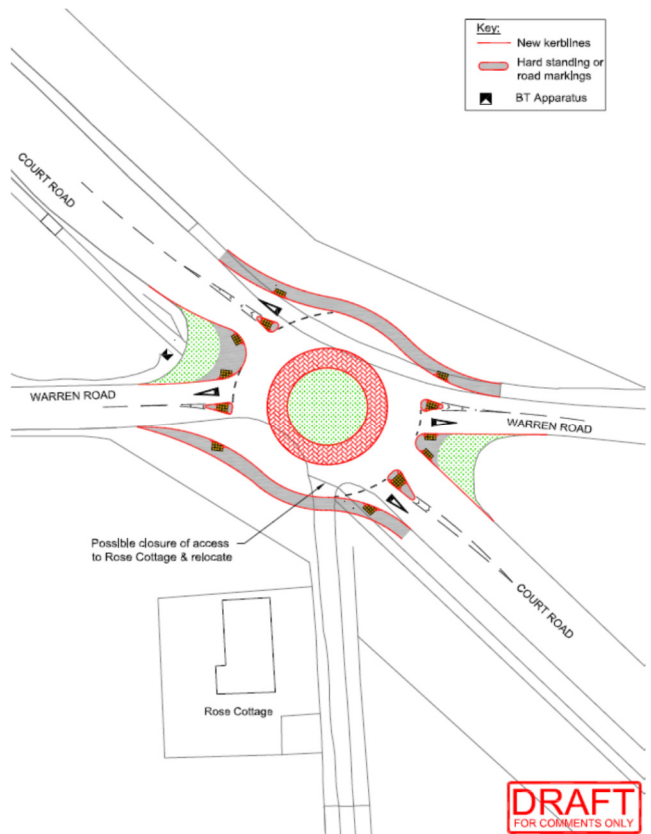 Key:
New kerblines
Hard standing or
road markings
BT Apparatus
COURT ROAD
WARREN ROAD
WARREN ROAD
Possible closure of access
to Rose Cottage & relocate
COURT ROAD
Rose Cottage
DRAFT
FOR COMMENTS ONLY